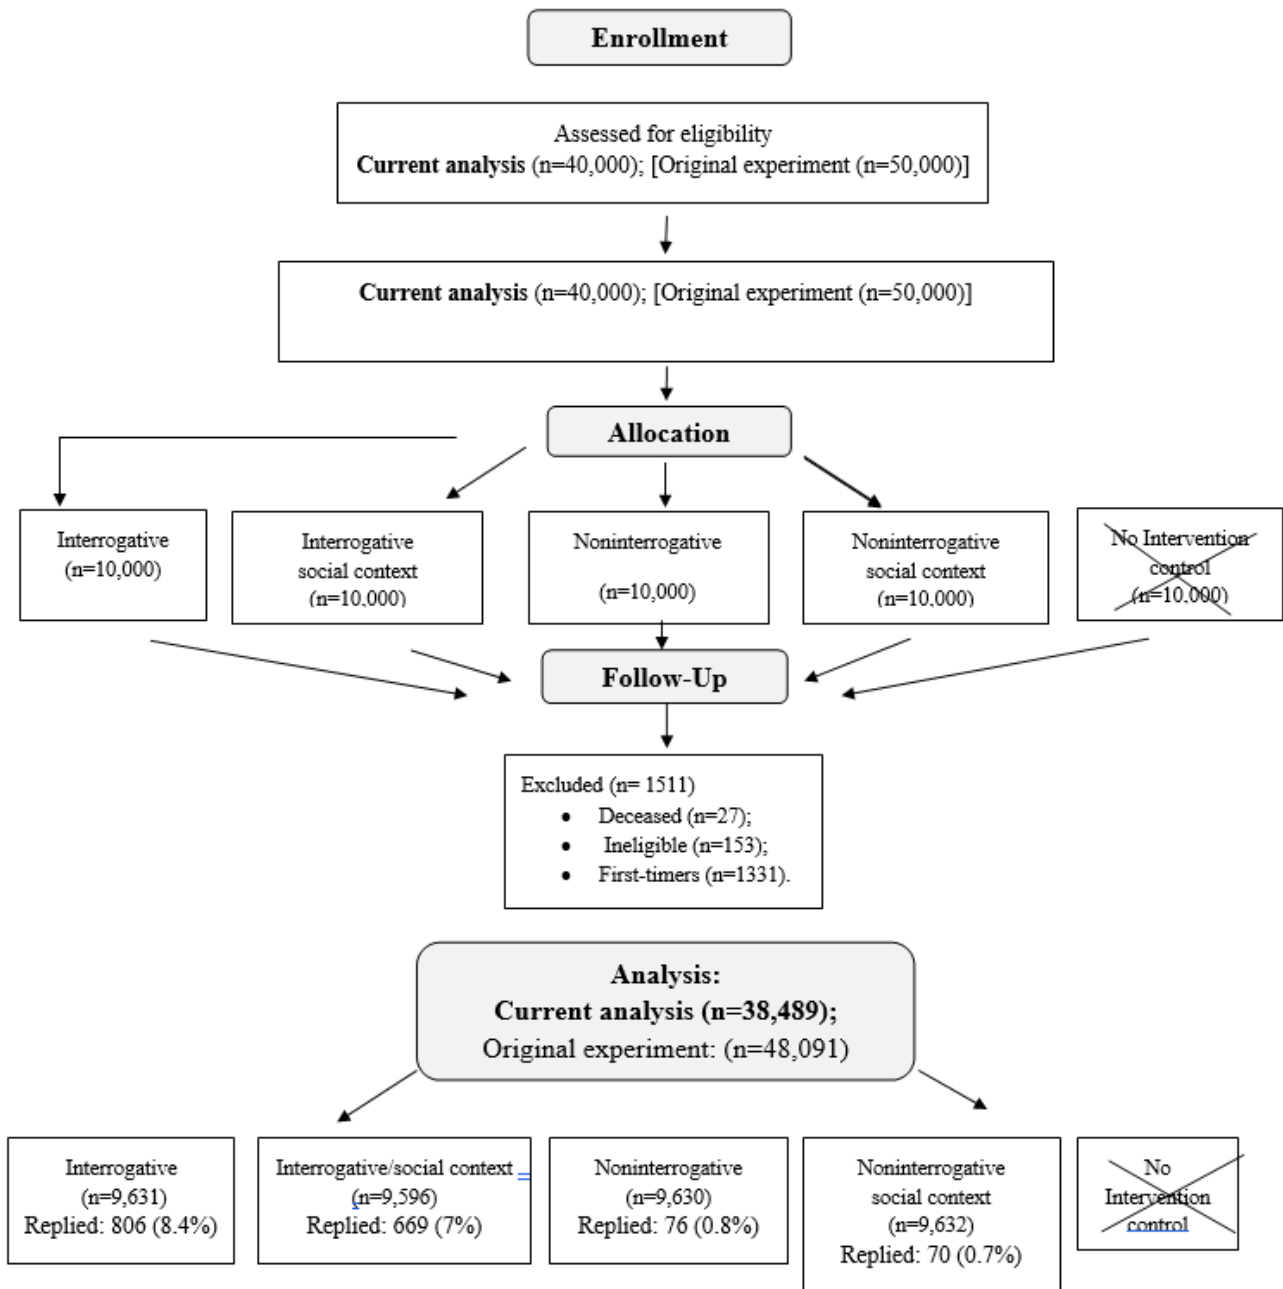 Enrollment
Assessed for eligibility
Current analysis (n=40,000); [Original experiment (n=50,000)]
Current analysis (n=40,000); [Original experiment (n=50,000)]
Allocation
Interrogative
(n=10,000)
Interrogative
social context
(n=10,000)
Noninterrogative
(n=10,000)
Noninterrogative
social context
(n=10,000)
No Intervention
control
(n=10,000)
Follow-Up
Excluded (n= 1511)
• Deceased (n=27);
• Ineligible (n=153);
• First-timers (n=1331).
Analysis:
Current analysis (n=38,489);
Original experiment: (n=48,091)
Interrogative
(n=9,631)
Replied: 806 (8.4%)
Interrogative/social context
(n=9,596)
Replied: 669 (7%)
Noninterrogative
(n=9,630)
Replied: 76 (0.8%)
Noninterrogative
social context
(n=9,632)
Replied: 70 (0.7%)
No
Intervention
control